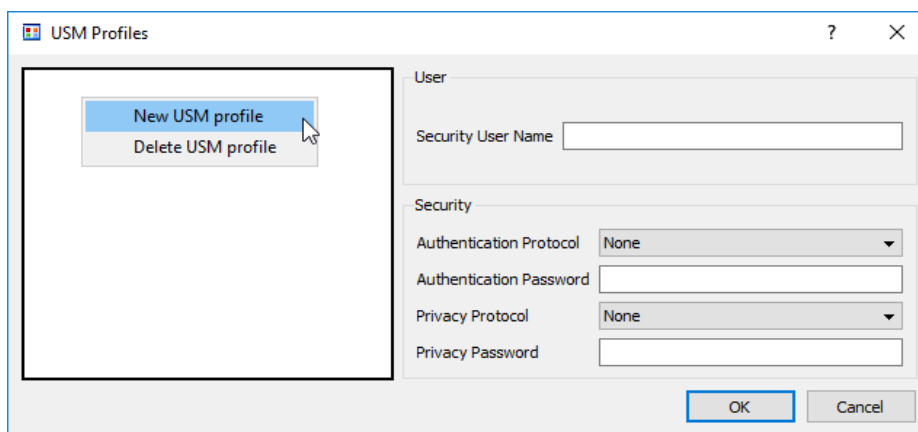 USM Profiles
?
New USM profile
Delete USM profile
User
Security User Name
Security
Authentication Protocol None
Authentication Password
Privacy Protocol None
Privacy Password
OK Cancel